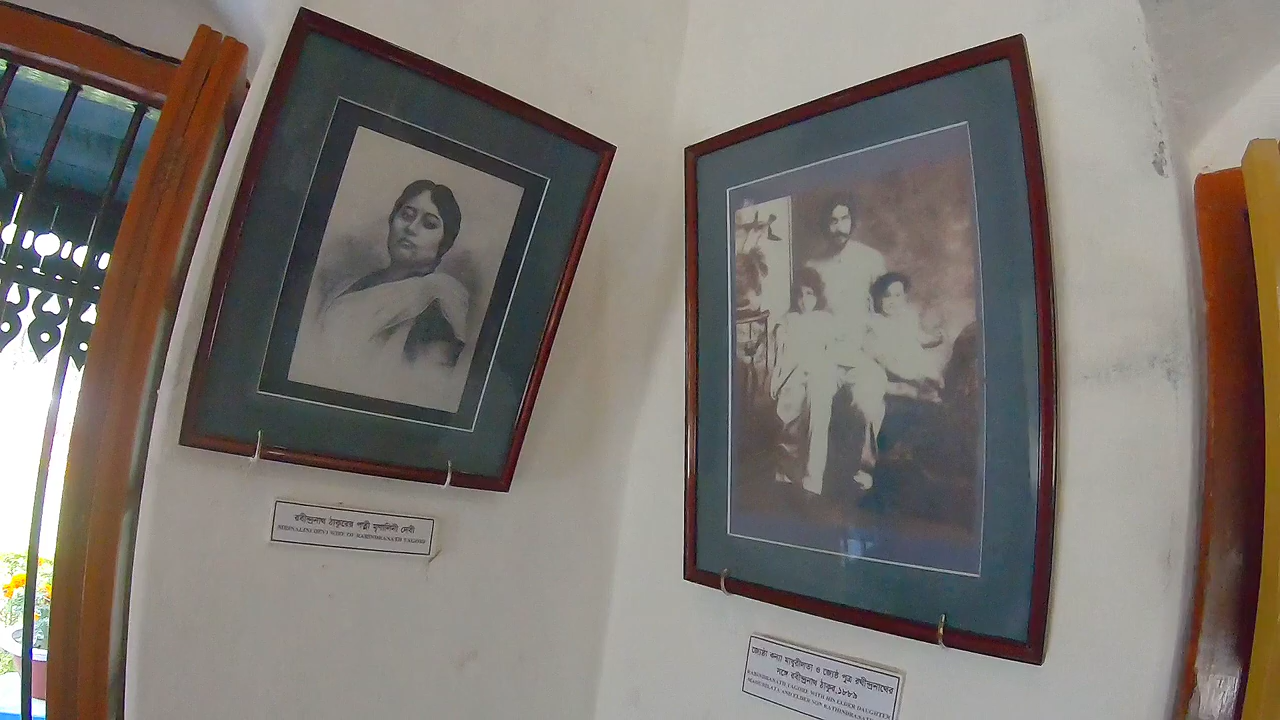 রবীন্দ্রনাথ ঠাকুরের পত্নী মৃণালিনী দেবী
MRINALINI DEVI WIFE OF RABINDRANATH TAGORE
জ্যেষ্ঠা কন্যা মাধুরীলতা ও জ্যেষ্ঠ পুত্র রথীন্দ্রনাথের
সঙ্গে রবীন্দ্রনাথ ঠাকুর,১৮৮৯
RABINDRANATH TAGORE WITH HIS ELDER DAUGHTER
MADHURILATA AND ELDER SON RATHINDRANATH